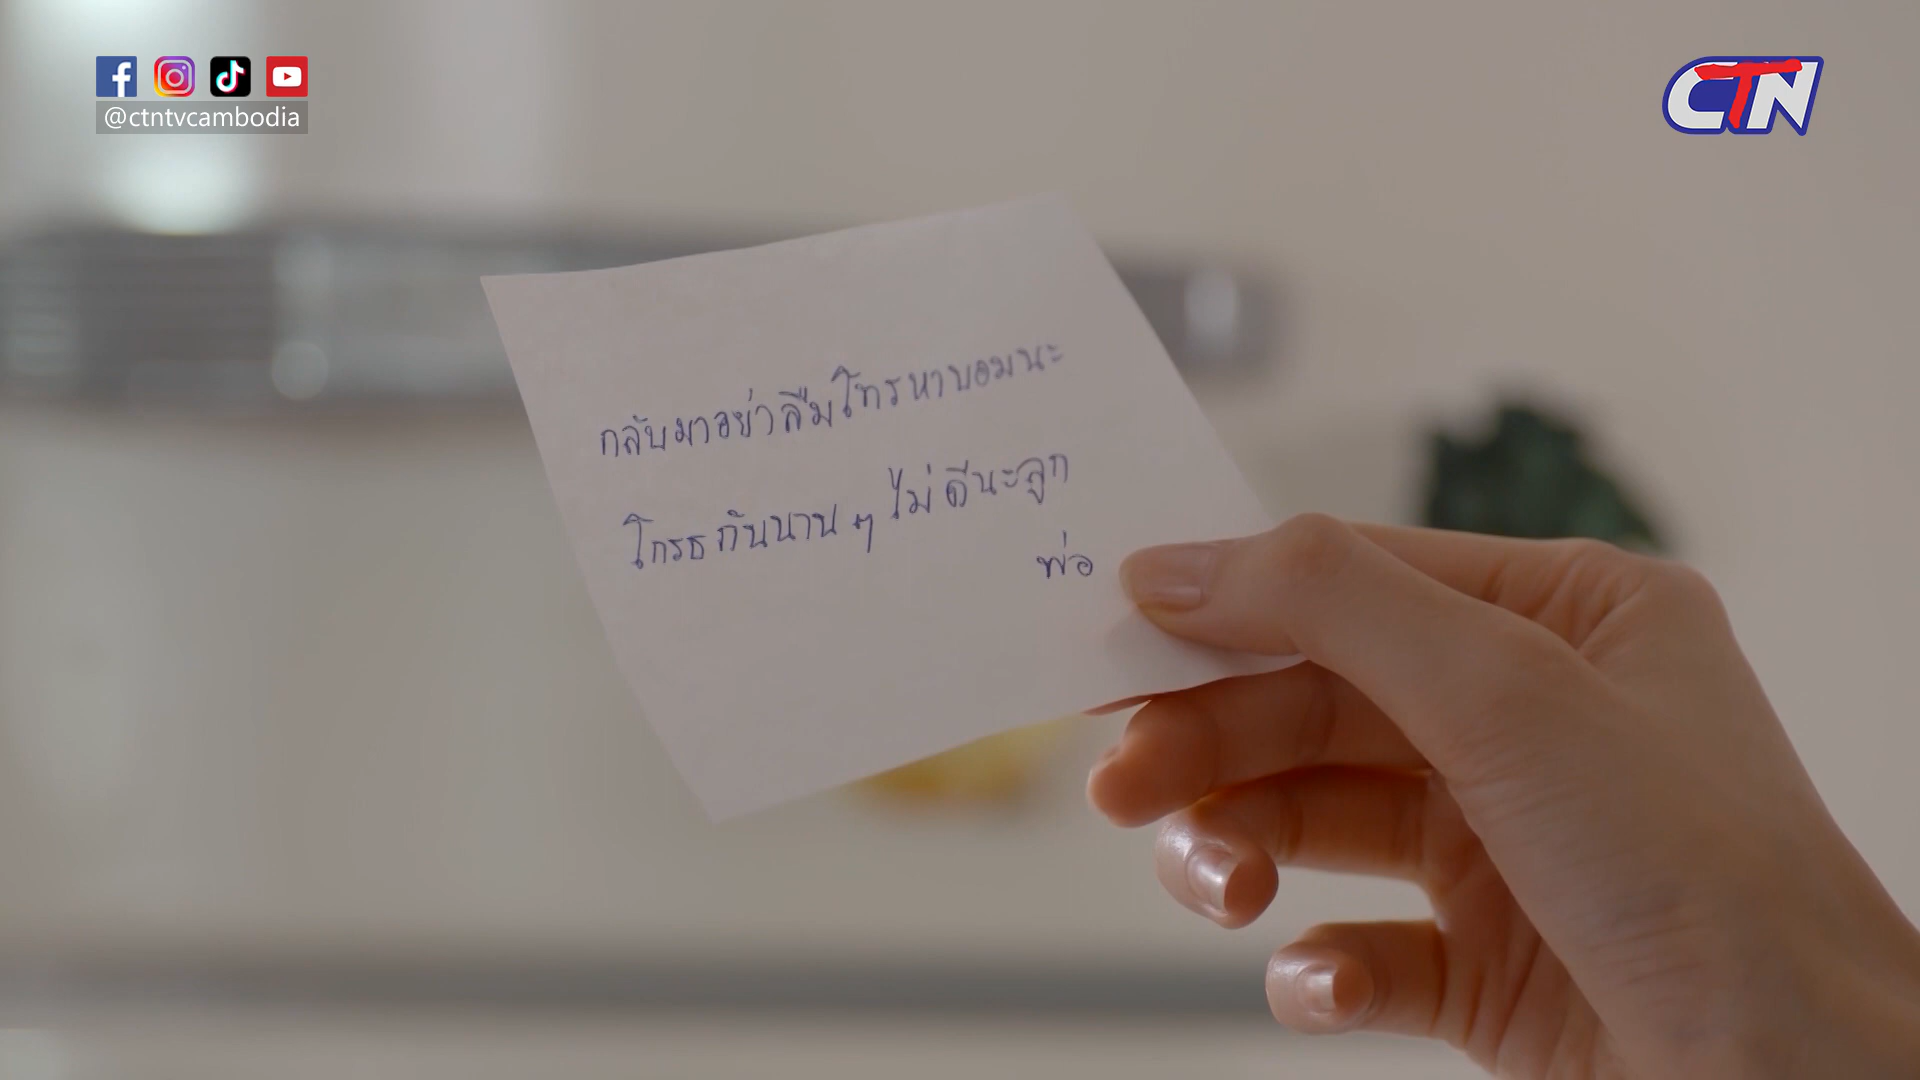 @ctntvcambodia
CTN
กลับมาอย่าลืมโทรหาบอมนะ
โกรธกันนาน ๆ ไม่ดีนะลูก
พ่อ